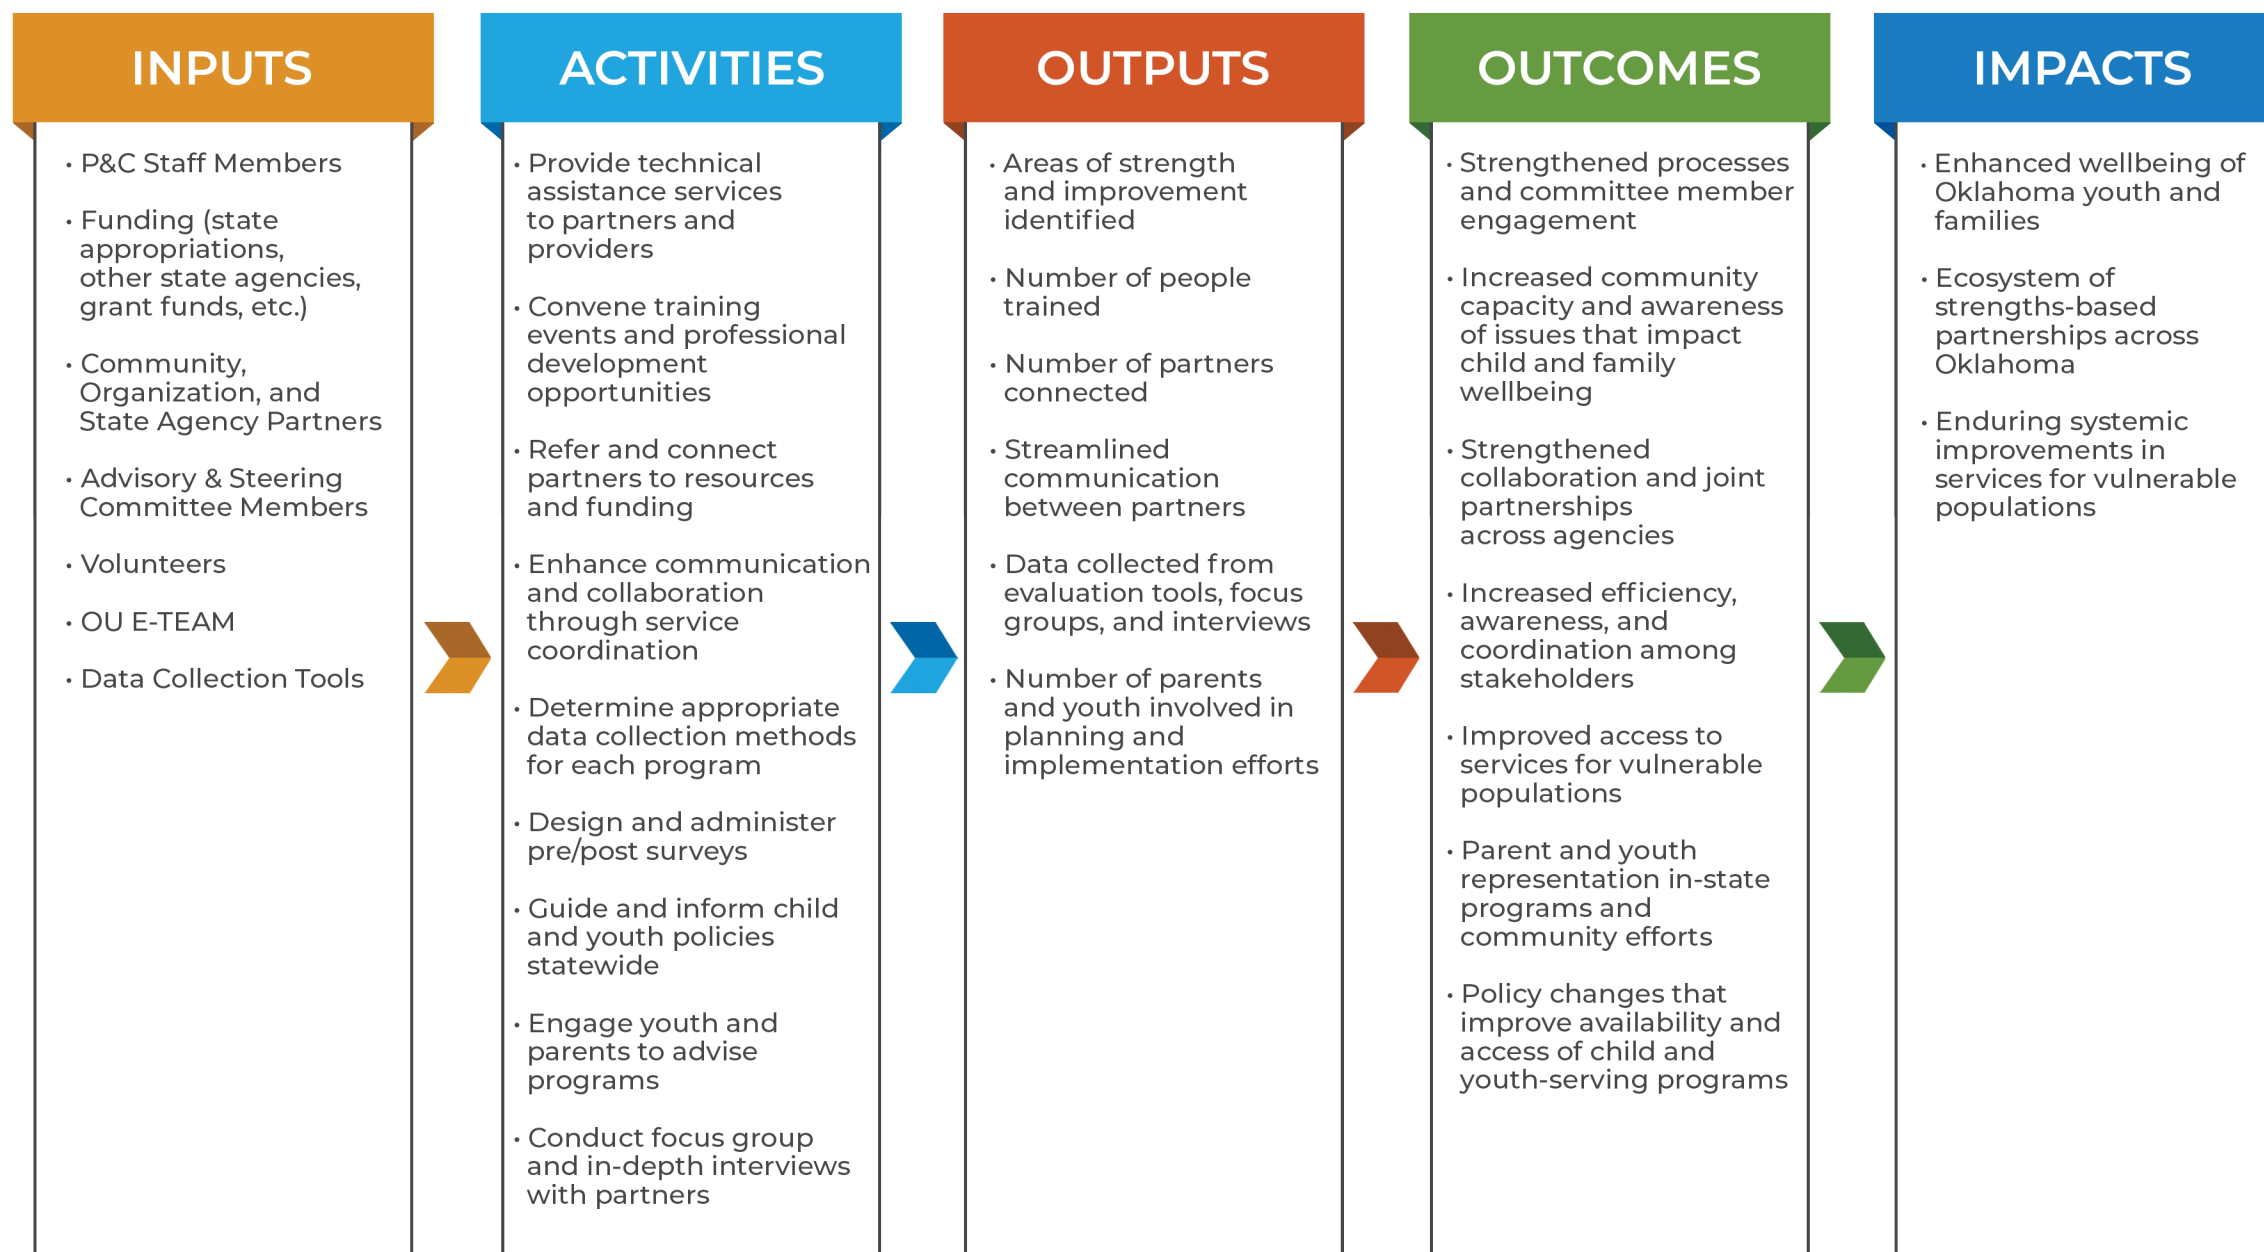 INPUTS
• P&C Staff Members
• Funding (state
appropriations,
other state agencies,
grant funds, etc.)
• Community,
Organization, and
State Agency Partners
• Advisory & Steering
Committee Members
• Volunteers
• OU E-TEAM
• Data Collection Tools
ACTIVITIES
• Provide technical
assistance services
to partners and
providers
• Convene training
events and professional
development
opportunities
• Refer and connect
partners to resources
and funding
• Enhance communication
and collaboration
through service
coordination
• Determine appropriate
data collection methods
for each program
• Design and administer
pre/post surveys
• Guide and inform child
and youth policies
statewide
• Engage youth and
parents to advise
programs
• Conduct focus group
and in-depth interviews
with partners
OUTPUTS
• Areas of strength
and improvement
identified
• Number of people
trained
• Number of partners
connected
• Streamlined
communication
between partners
• Data collected from
evaluation tools, focus
groups, and interviews
• Number of parents
and youth involved in
planning and
implementation efforts
OUTCOMES
• Strengthened processes
and committee member
engagement
• Increased community
capacity and awareness
of issues that impact
child and family
wellbeing
• Strengthened
collaboration and joint
partnerships
across agencies
• Increased efficiency,
awareness, and
coordination among
stakeholders
• Improved access to
services for vulnerable
populations
• Parent and youth
representation in-state
programs and
community efforts
• Policy changes that
improve availability and
access of child and
youth-serving programs
IMPACTS
• Enhanced wellbeing of
Oklahoma youth and
families
• Ecosystem of
strengths-based
partnerships across
Oklahoma
• Enduring systemic
improvements in
services for vulnerable
populations